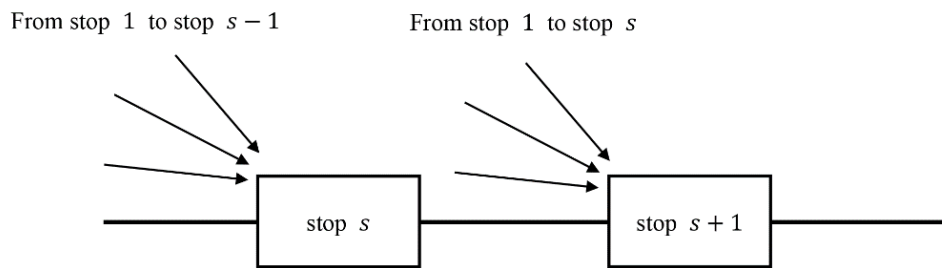 From stop 1 to stop s − 1
From stop 1 to stop s
stop s
stop s + 1